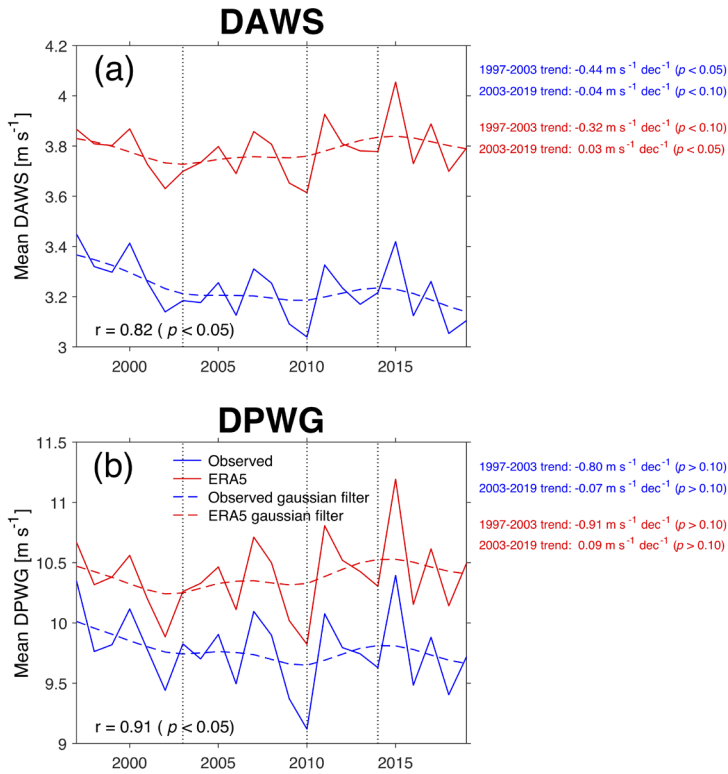 DAWS
(a)
Mean DAWS [m s-1]
4.2
4
3.8
3.6
3.4
3.2
3
r = 0.82 ( p < 0.05)
2000 2005 2010 2015
1997-2003 trend: -0.44 m s -1 dec-1 (p < 0.05)
2003-2019 trend: -0.04 m s -1 dec-1 (p < 0.10)
1997-2003 trend: -0.32 m s -1 dec-1 (p < 0.10)
2003-2019 trend: 0.03 m s -1 dec-1 (p < 0.05)
DPWG
(b)
Mean DPWG [m s-1]
11.5
11
10.5
10
9.5
9
Observed
ERA5
Observed gaussian filter
ERA5 gaussian filter
r = 0.91 ( p < 0.05)
2000 2005 2010 2015
1997-2003 trend: -0.80 m s -1 dec-1 (p > 0.10)
2003-2019 trend: -0.07 m s -1 dec-1 (p > 0.10)
1997-2003 trend: -0.91 m s -1 dec-1 (p > 0.10)
2003-2019 trend: 0.09 m s -1 dec-1 (p > 0.10)